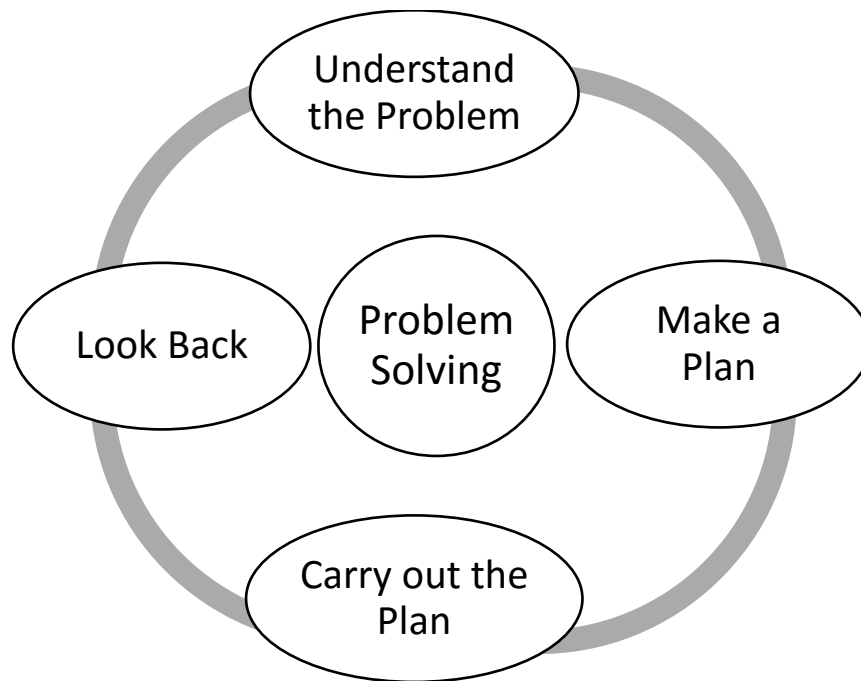 Understand
the Problem
Look Back
Problem
Solving
Make a
Plan
Carry out the
Plan